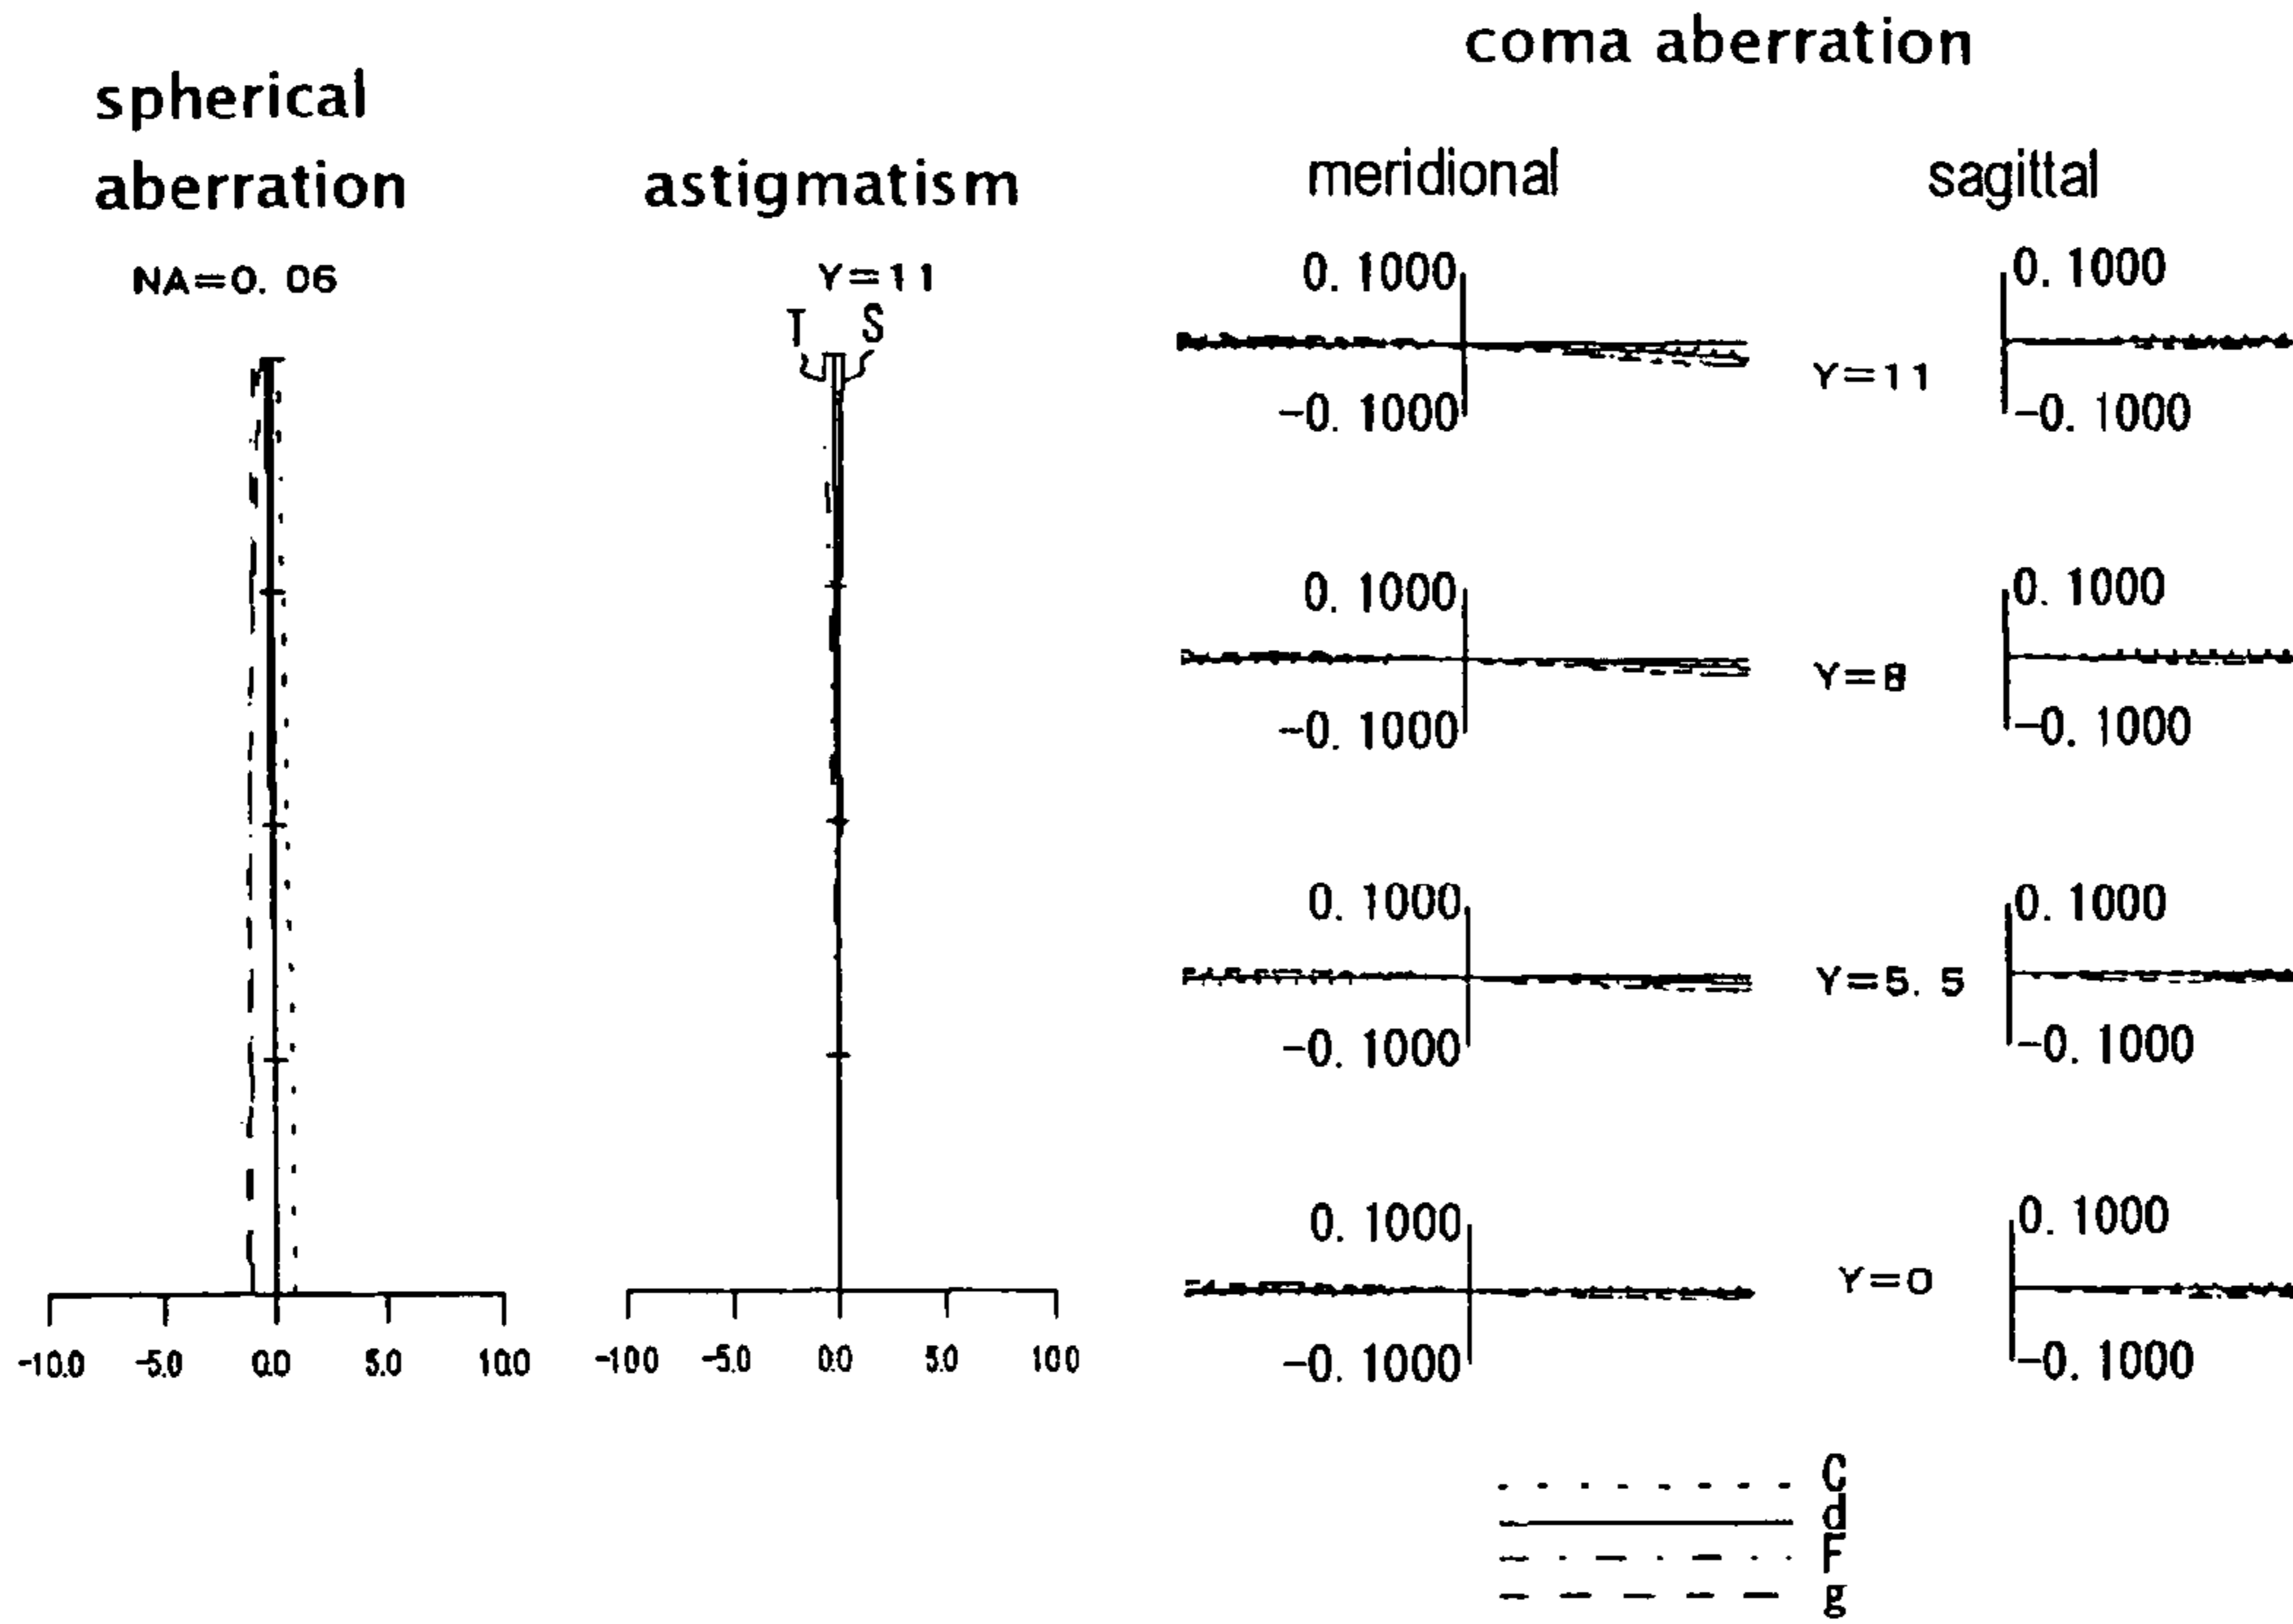 spherical
aberration
NA=0. 06
-10.0 -5.0 0.0 5.0 10.0
astigmatism
Y=11
T S
-10.0 -5.0 0.0 5.0 10.0
coma aberration
meridional sagittal
0. 1000 0. 1000
Y=11
-0. 1000 -0. 1000
0. 1000 0. 1000
Y=8
-0. 1000 -0. 1000
0. 1000 0. 1000
Y=5. 5
-0. 1000 -0. 1000
0. 1000 0. 1000
Y=0
-0. 1000 -0. 1000
C
d
F
g